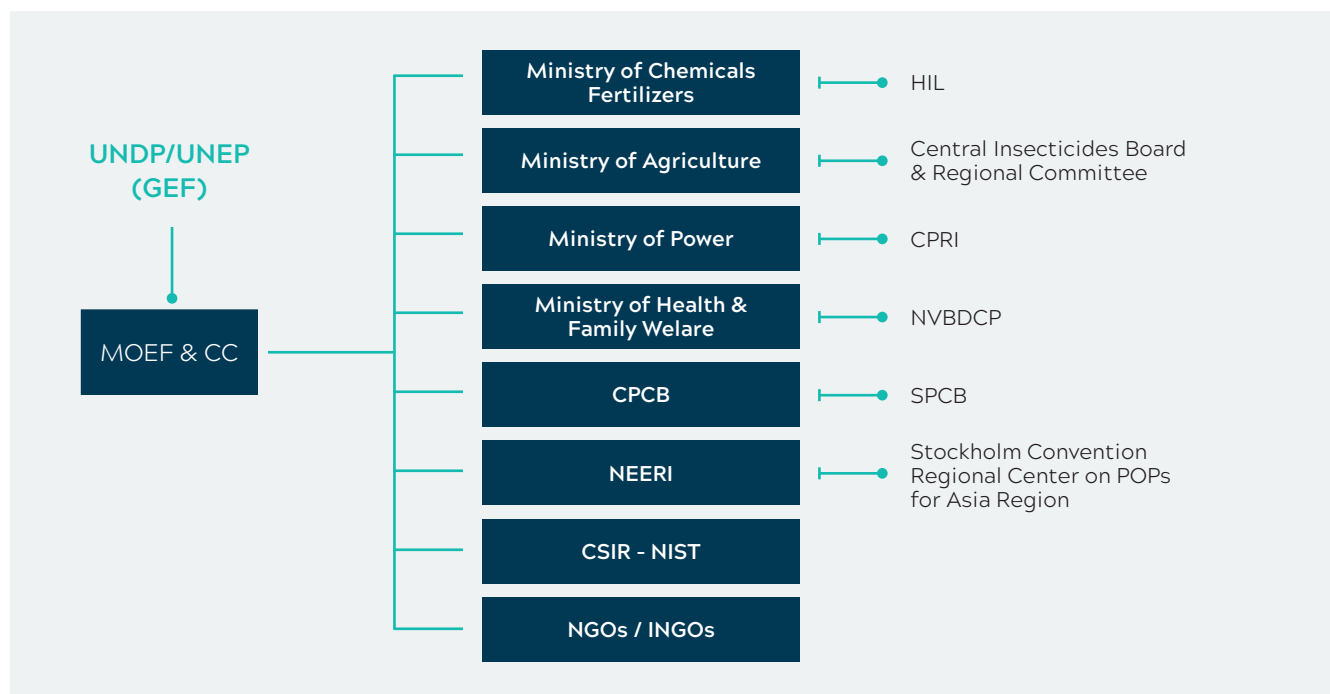 UNDP/UNEP
(GEF)
MOEF & CC
Ministry of Chemicals
Fertilizers
HIL
Ministry of Agriculture
Central Insecticides Board
& Regional Committee
Ministry of Power
CPRI
Ministry of Health &
Family Welare
NVBDCP
CPCB
SPCB
NEERI
Stockholm Convention
Regional Center on POPs
for Asia Region
CSIR - NIST
NGOs / INGOs